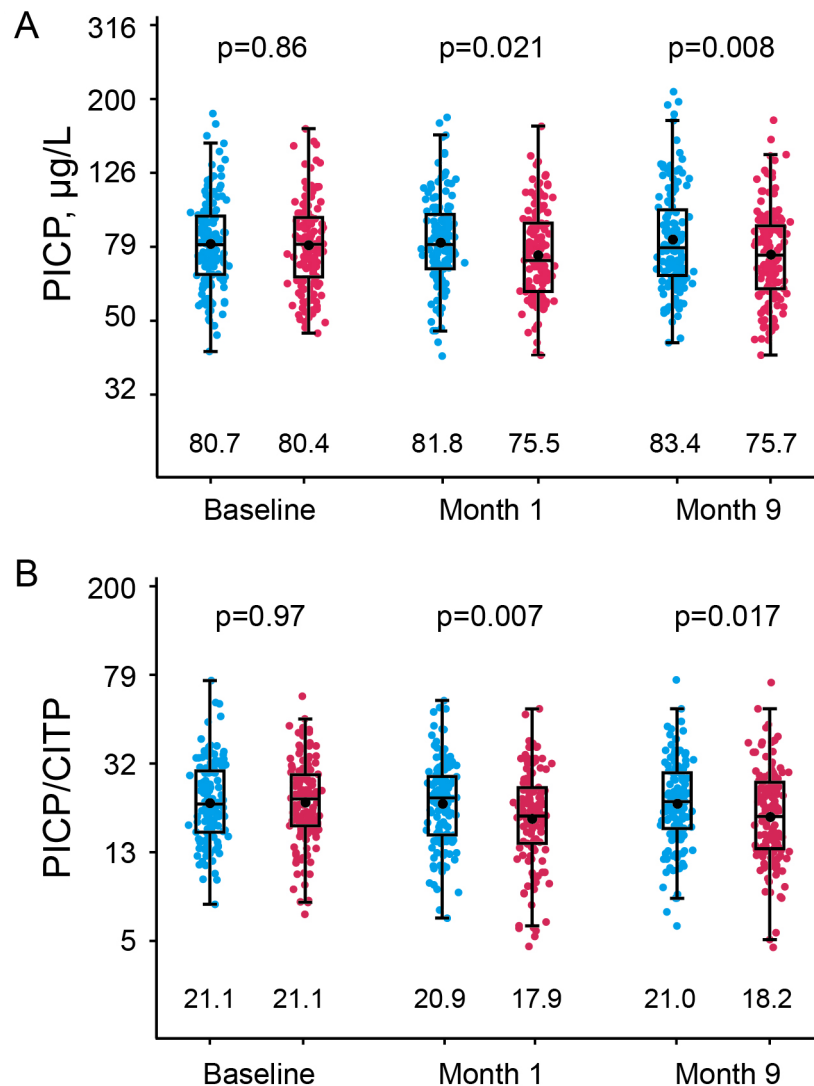 A
PICP, µg/L
316
200
126
79
50
32
p=0.86 p=0.021 p=0.008
80.7 80.4 81.8 75.5 83.4 75.7
Baseline Month 1 Month 9
B
PICP/CITP
200
79
32
13
5
p=0.97 p=0.007 p=0.017
21.1 21.1 20.9 17.9 21.0 18.2
Baseline Month 1 Month 9